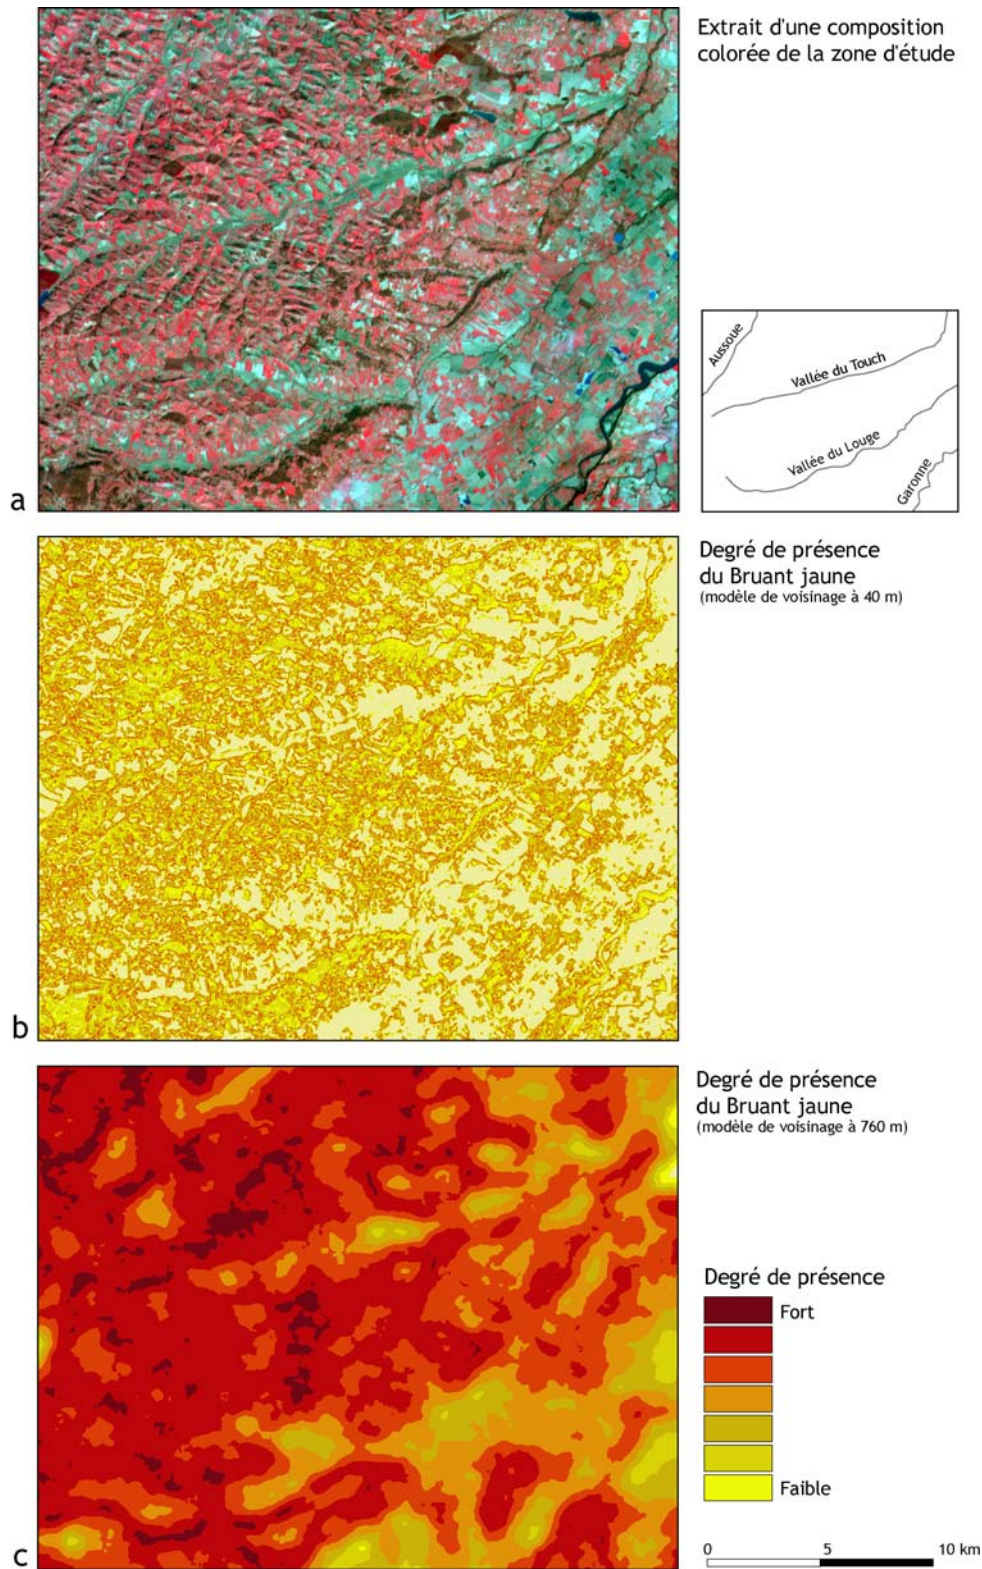 Extrait d'une composition
colorée de la zone d'étude
Aussoue
Vallée du Touch
Vallée du Louge
Garonne
a
Degré de présence
du Bruant jaune
(modèle de voisinage à 40 m)
b
Degré de présence
du Bruant jaune
(modèle de voisinage à 760 m)
Degré de présence
Fort
Faible
c
0 5 10 km